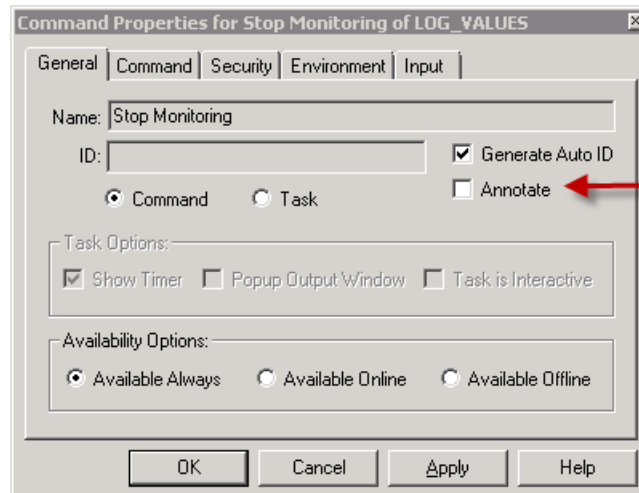 Command Properties for Stop Monitoring of LOG_VALUES
General Command Security Environment Input
Name: Stop Monitoring
ID: Generate Auto ID
Annotate
Command Task
Task Options:
Show Timer Popup Output Window Task is Interactive
Availability Options:
Available Always Available Online Available Offline
OK Cancel Apply Help